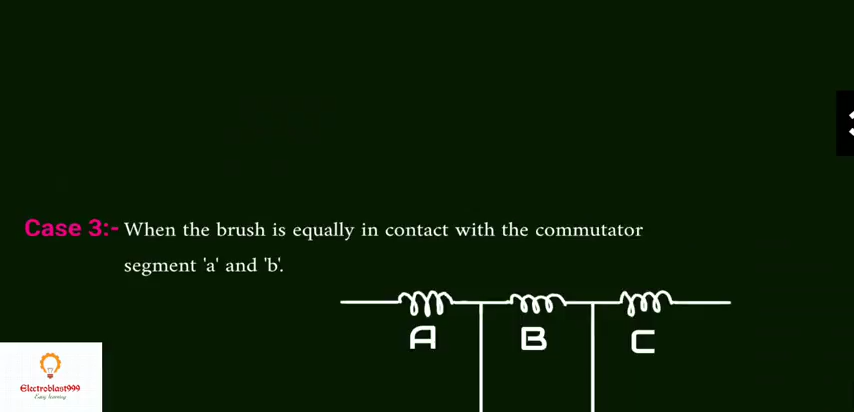 Case 3:- When the brush is equally in contact with the commutator
segment 'a' and 'b'.
A B C
Electroblast999
Easy learning